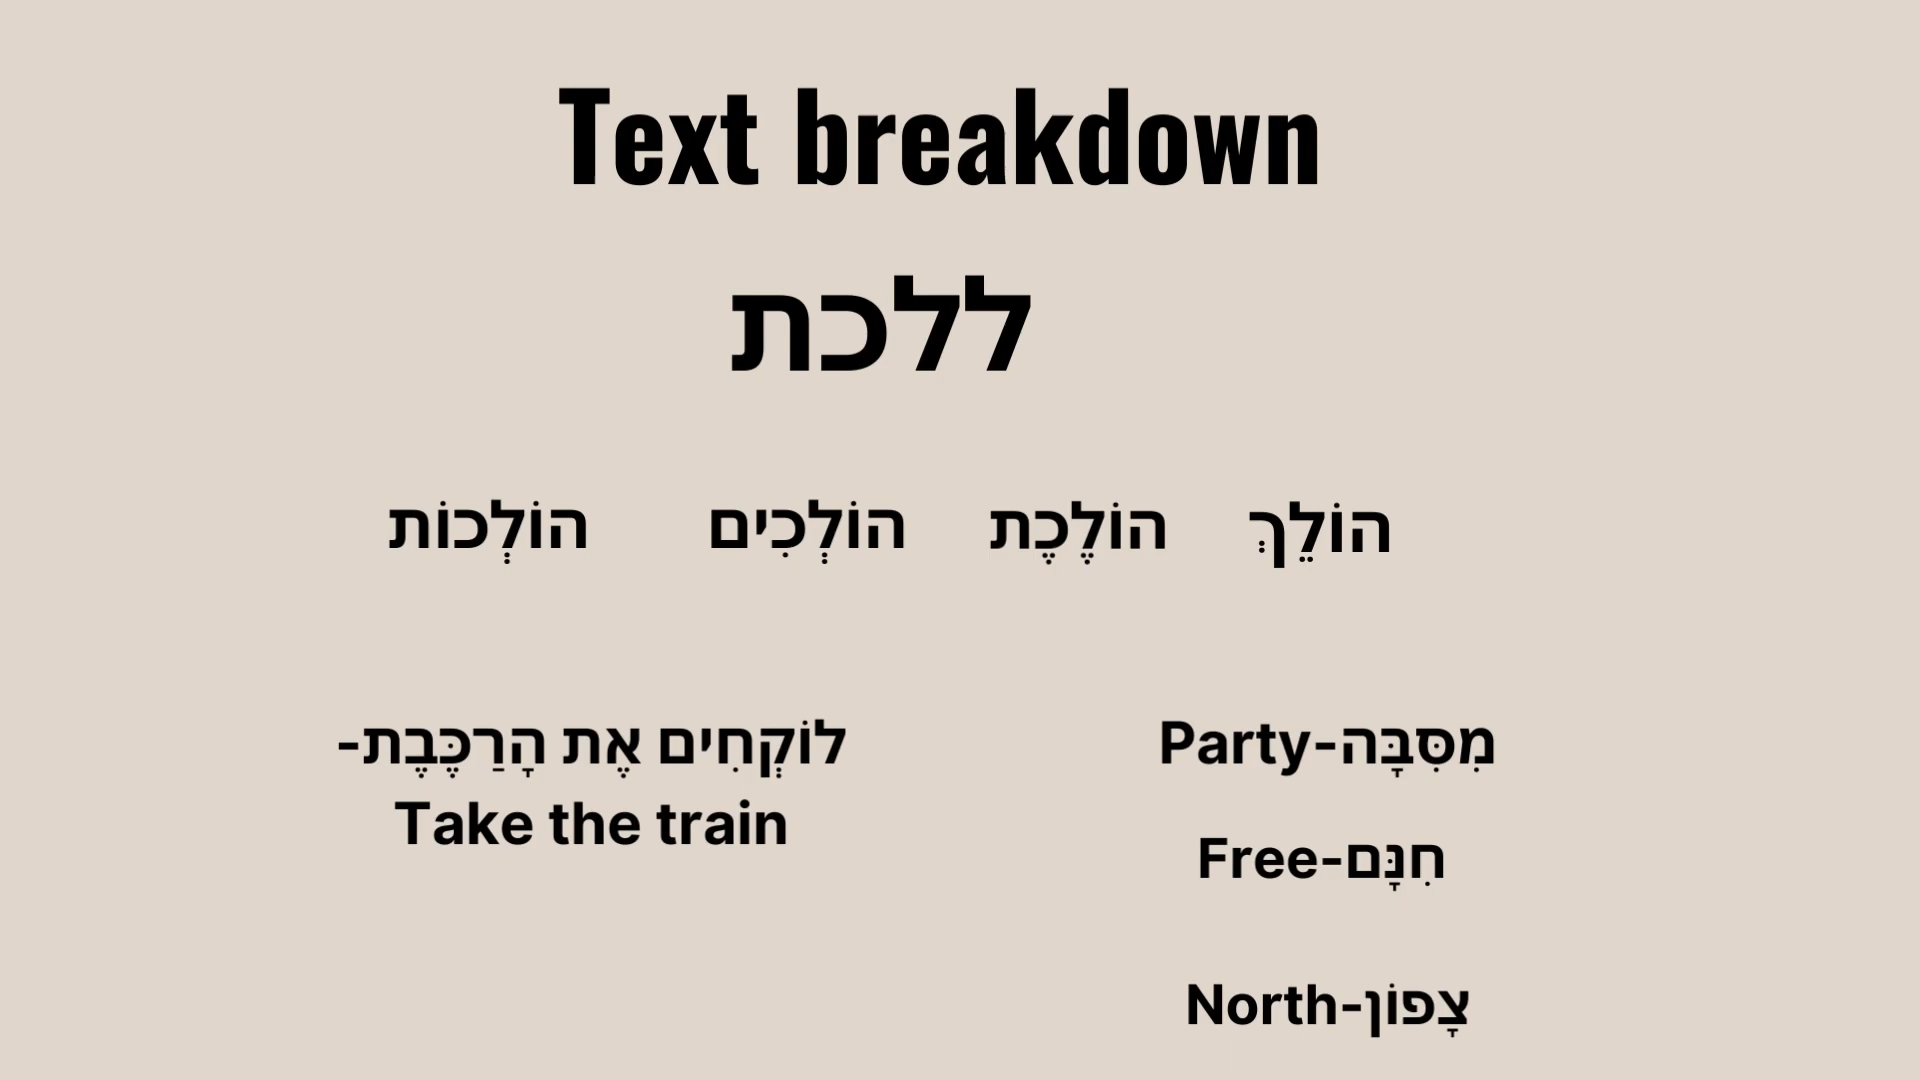 Text breakdown
ללכת
הוֹלֵךְ הוֹלֶכֶת הוֹלְכִים הוֹלְכוֹת
מִסִּבָּה-Party
לוֹקְחִים אֶת הָרַכֶּבֶת-
Take the train
חִנָּם-Free
צָפוֹן-North